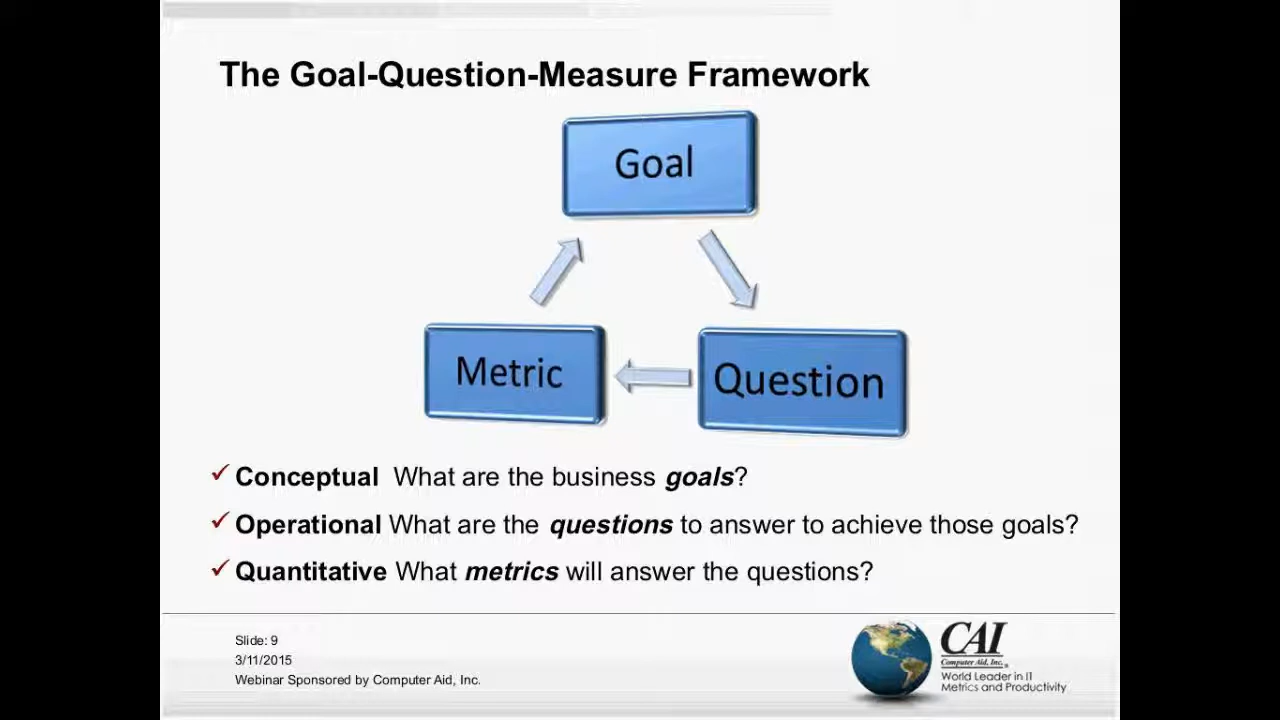 The Goal-Question-Measure Framework
Goal
Metric
Question
✓ Conceptual What are the business goals?
✓ Operational What are the questions to answer to achieve those goals?
✓ Quantitative What metrics will answer the questions?
Slide: 9
3/11/2015
Webinar Sponsored by Computer Aid, Inc.
CAI
Computer Aid, Inc.
World Leader in IT
Metrics and Productivity